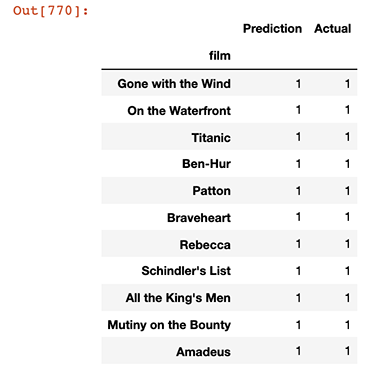 Out[770]:
Prediction Actual
film
Gone with the Wind 1 1
On the Waterfront 1 1
Titanic 1 1
Ben-Hur 1 1
Patton 1 1
Braveheart 1 1
Rebecca 1 1
Schindler's List 1 1
All the King's Men 1 1
Mutiny on the Bounty 1 1
Amadeus 1 1